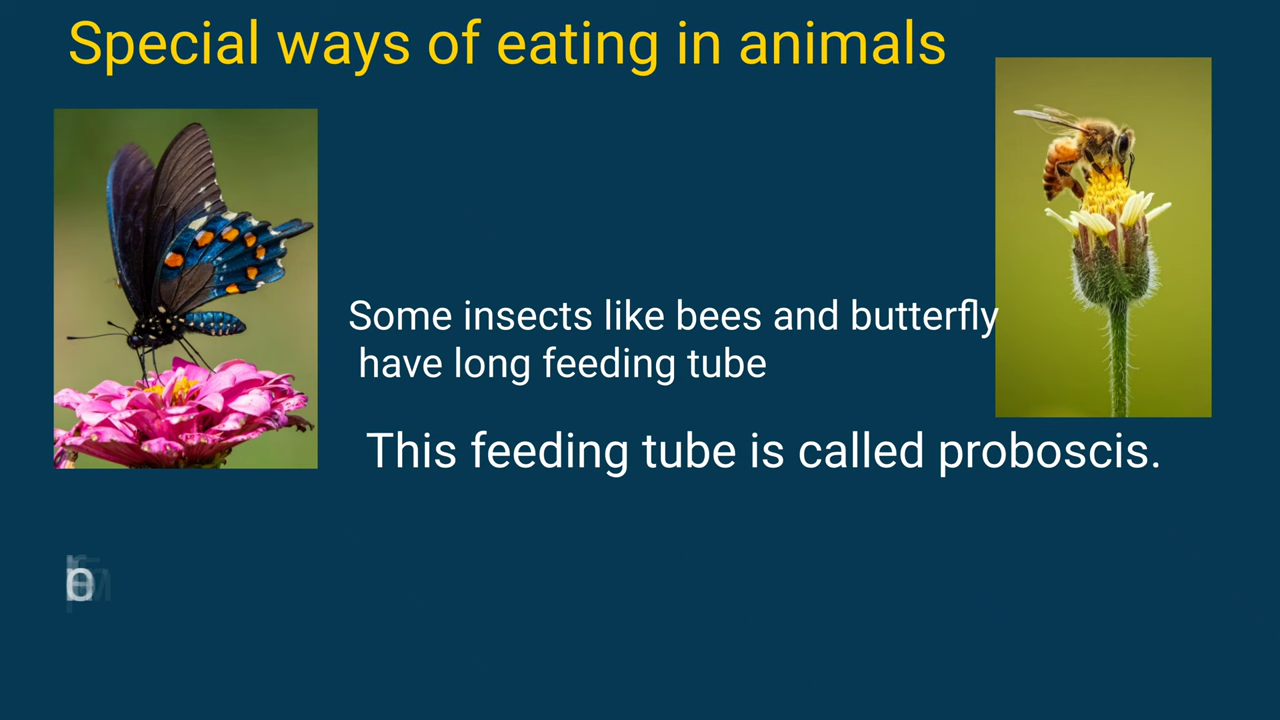 Special ways of eating in animals
Some insects like bees and butterfly
have long feeding tube
This feeding tube is called proboscis.